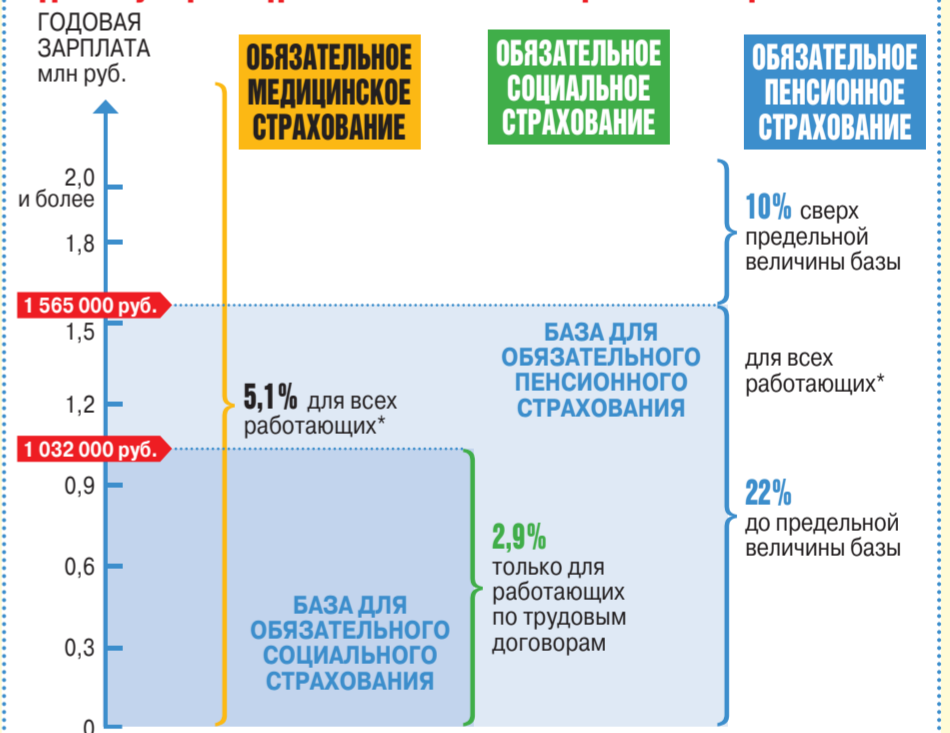 ГОДОВАЯ
ЗАРПЛАТА
млн руб.
ОБЯЗАТЕЛЬНОЕ
МЕДИЦИНСКОЕ
СТРАХОВАНИЕ
ОБЯЗАТЕЛЬНОЕ
СОЦИАЛЬНОЕ
СТРАХОВАНИЕ
ОБЯЗАТЕЛЬНОЕ
ПЕНСИОННОЕ
СТРАХОВАНИЕ
2,0
и более
1,8
1 565 000 руб.
1,5
1,2
1 032 000 руб.
0,9
0,6
0,3
0
5,1% для всех
работающих*
БАЗА ДЛЯ
ОБЯЗАТЕЛЬНОГО
СОЦИАЛЬНОГО
СТРАХОВАНИЯ
2,9%
только для
работающих
по трудовым
договорам
БАЗА ДЛЯ
ОБЯЗАТЕЛЬНОГО
ПЕНСИОННОГО
СТРАХОВАНИЯ
10% сверх
предельной
величины базы
для всех
работающих*
22%
до предельной
величины базы